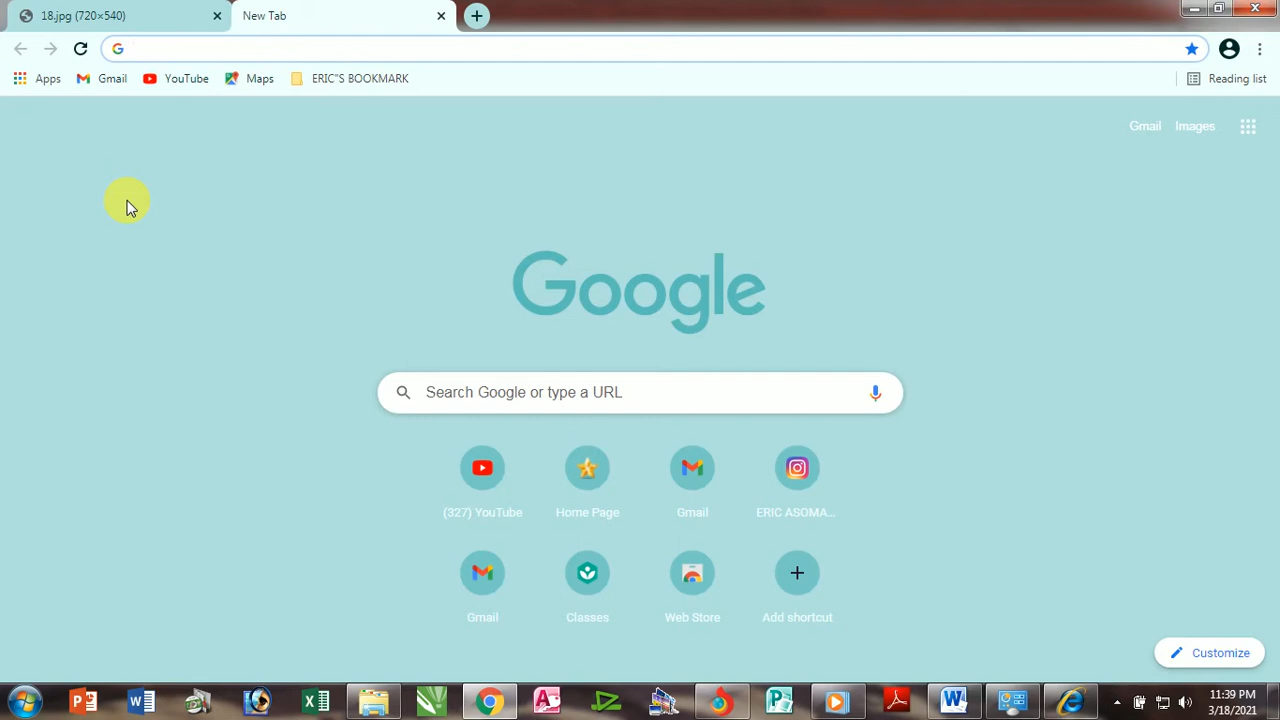 18.jpg (720×540)
New Tab
Apps
Gmail
YouTube
Maps
ERIC"S BOOKMARK
Reading list
Gmail
Images
Google
Search Google or type a URL
(327) YouTube
Home Page
Gmail
ERIC ASOMA...
Gmail
Classes
Web Store
Add shortcut
Customize
11:39 PM
3/18/2021